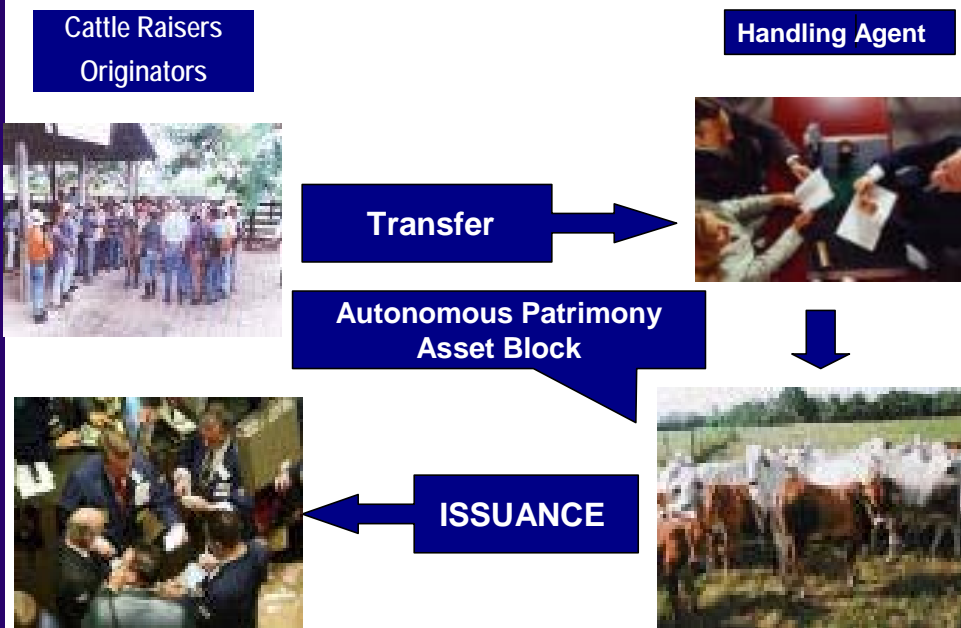 Cattle Raisers
Originators
Handling Agent
Transfer
Autonomous Patrimony
Asset Block
ISSUANCE